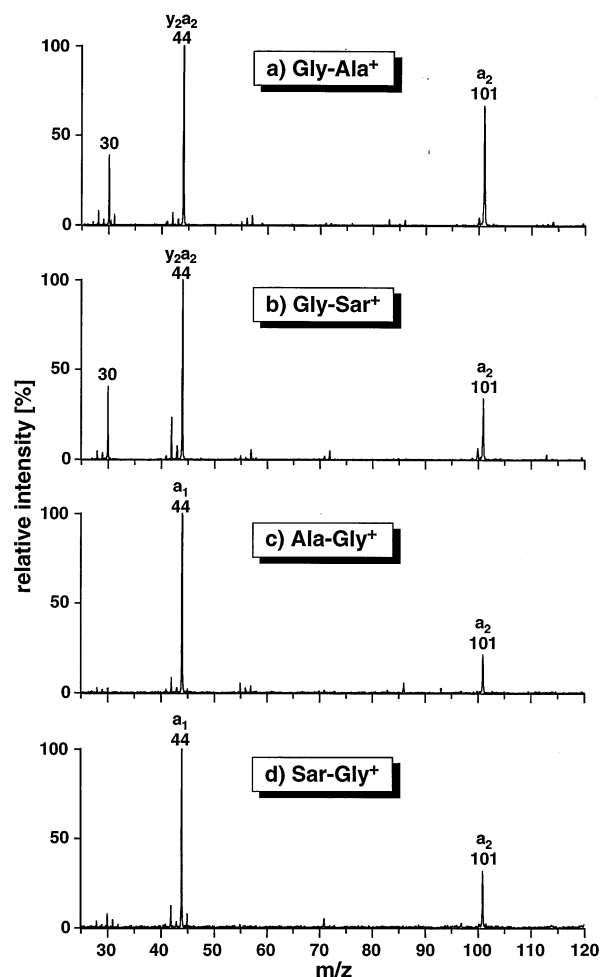 y₂a₂
44
a) Gly-Ala⁺
a₂
101
30
100
50
0
y₂a₂
44
b) Gly-Sar⁺
a₂
101
30
100
50
0
a₁
44
c) Ala-Gly⁺
a₂
101
100
50
0
a₁
44
d) Sar-Gly⁺
a₂
101
100
50
0
30 40 50 60 70 80 90 100 110 120
m/z
relative intensity [%]